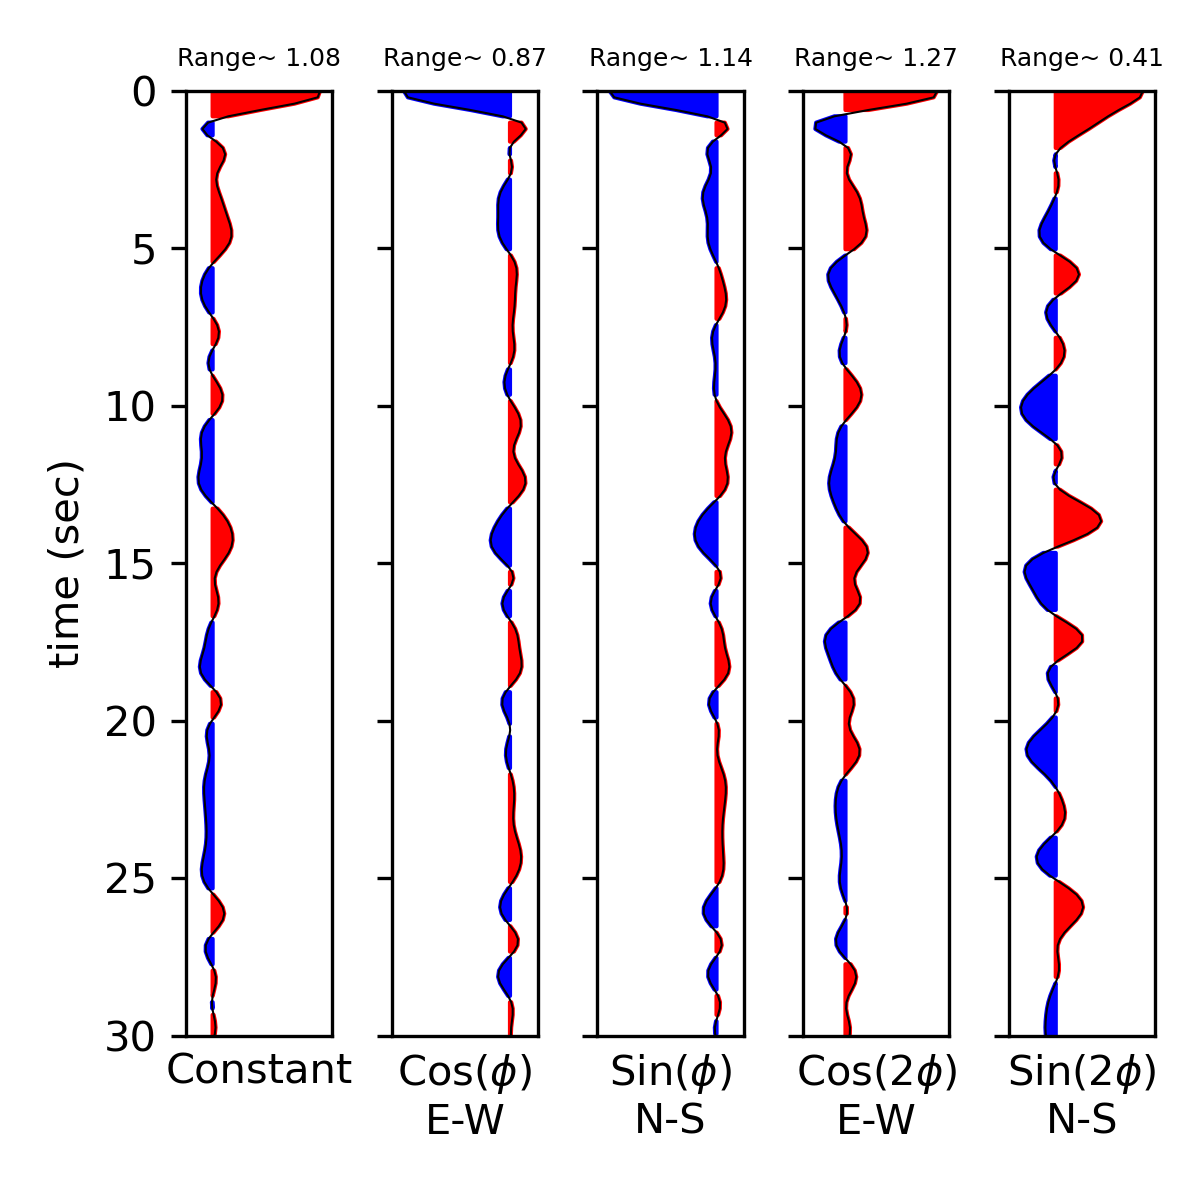 Range~ 1.08 Range~ 0.87 Range~ 1.14 Range~ 1.27 Range~ 0.41
0
5
10
15
20
25
30
time (sec)
Constant Cos(ϕ) Sin(ϕ) Cos(2ϕ) Sin(2ϕ)
E-W N-S E-W N-S